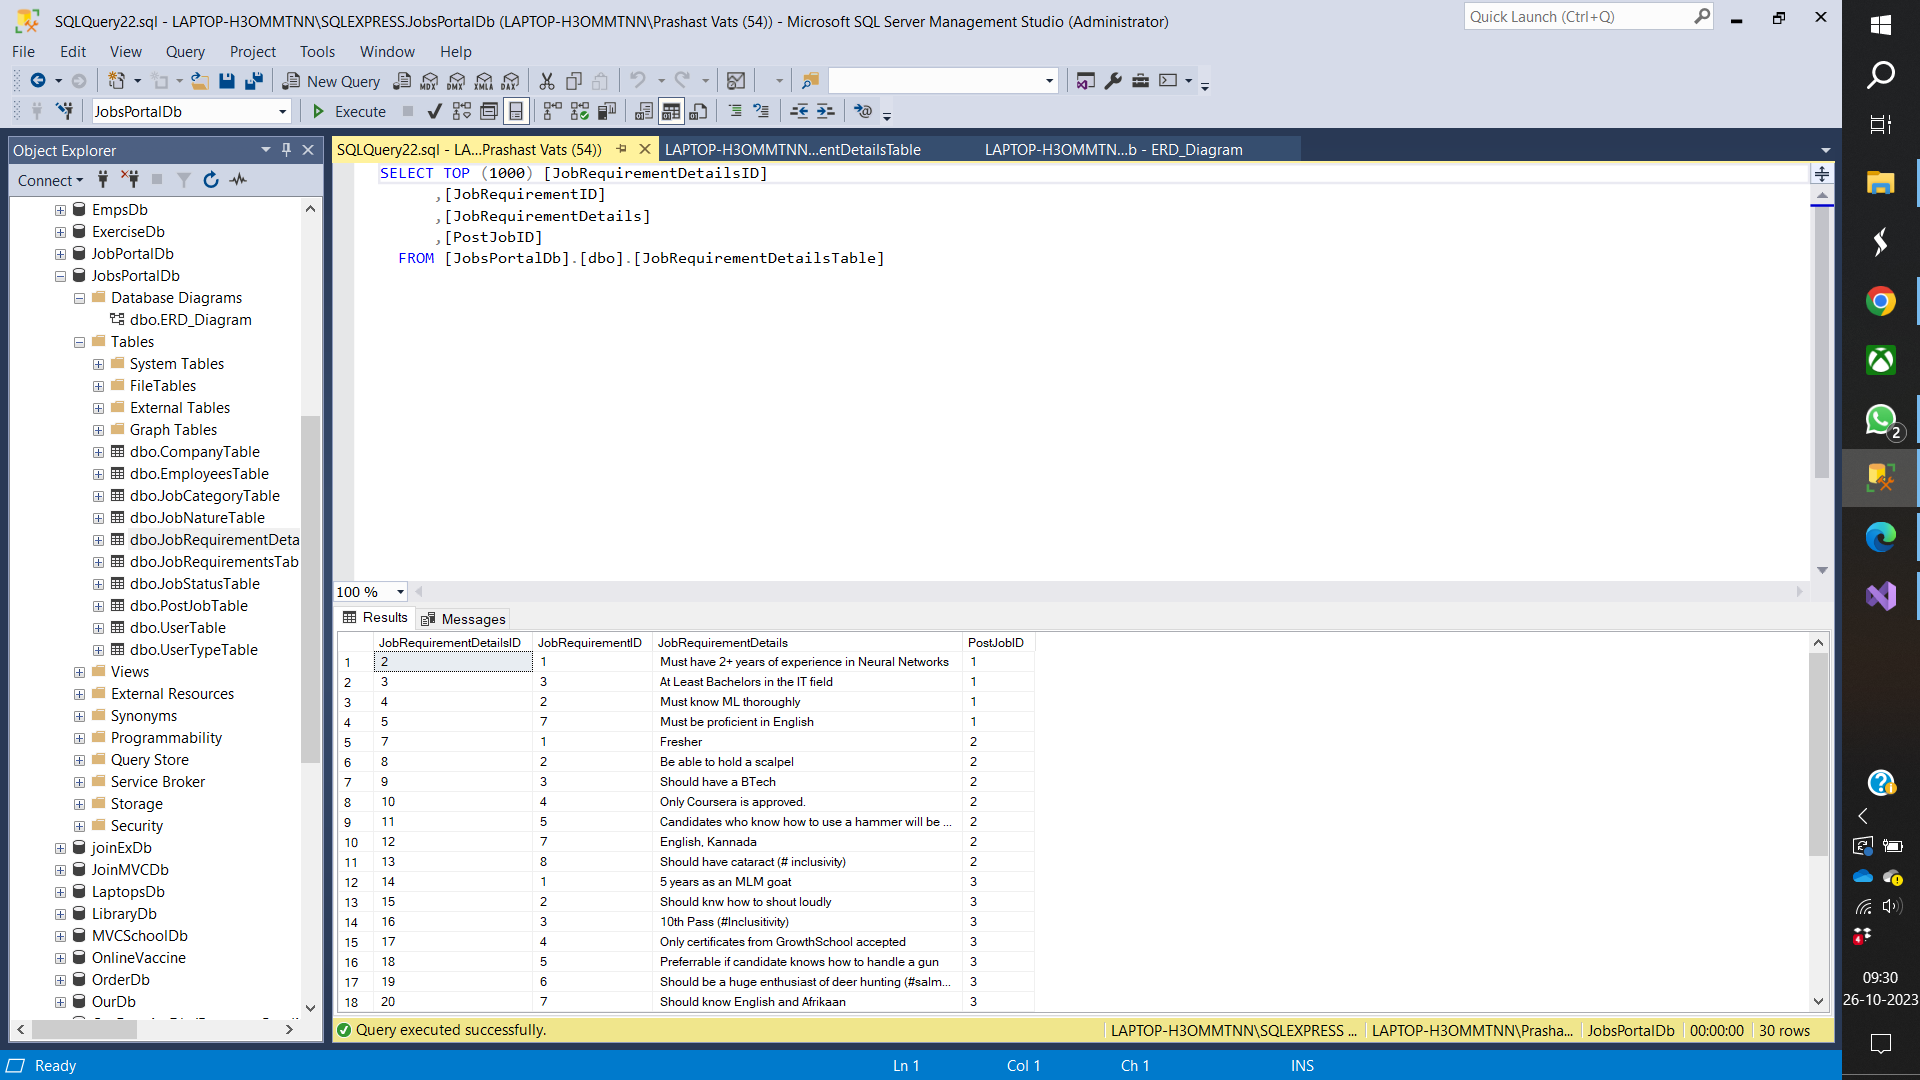 SQLQuery22.sql - LAPTOP-H3OMMTNN\SQLEXPRESS.JobsPortalDb (LAPTOP-H3OMMTNN\Prashast Vats (54)) - Microsoft SQL Server Management Studio (Administrator)
Quick Launch (Ctrl+Q)
File Edit View Query Project Tools Window Help
New Query MDX DMX XMLA DAX
JobsPortalDb Execute
Object Explorer
Connect
EmpsDb
ExerciseDb
JobPortalDb
JobsPortalDb
Database Diagrams
dbo.ERD_Diagram
Tables
System Tables
FileTables
External Tables
Graph Tables
dbo.CompanyTable
dbo.EmployeesTable
dbo.JobCategoryTable
dbo.JobNatureTable
dbo.JobRequirementDeta
dbo.JobRequirementsTab
dbo.JobStatusTable
dbo.PostJobTable
dbo.UserTable
dbo.UserTypeTable
Views
External Resources
Synonyms
Programmability
Query Store
Service Broker
Storage
Security
joinExDb
JoinMVCDb
LaptopsDb
LibraryDb
MVCSchoolDb
OnlineVaccine
OrderDb
OurDb
SQLQuery22.sql - LA...Prashast Vats (54)) LAPTOP-H3OMMTNN...entDetailsTable LAPTOP-H3OMMTN...b - ERD_Diagram
SELECT TOP (1000) [JobRequirementDetailsID]
,[JobRequirementID]
,[JobRequirementDetails]
,[PostJobID]
FROM [JobsPortalDb].[dbo].[JobRequirementDetailsTable]
100 %
Results Messages
JobRequirementDetailsID JobRequirementID JobRequirementDetails PostJobID
1 2 1 Must have 2+ years of experience in Neural Networks 1
2 3 3 At Least Bachelors in the IT field 1
3 4 2 Must know ML thoroughly 1
4 5 7 Must be proficient in English 1
5 7 1 Fresher 2
6 8 2 Be able to hold a scalpel 2
7 9 3 Should have a BTech 2
8 10 4 Only Coursera is approved. 2
9 11 5 Candidates who know how to use a hammer will be ... 2
10 12 7 English, Kannada 2
11 13 8 Should have cataract (# inclusivity) 2
12 14 1 5 years as an MLM goat 3
13 15 2 Should knw how to shout loudly 3
14 16 3 10th Pass (#Inclusitivity) 3
15 17 4 Only certificates from GrowthSchool accepted 3
16 18 5 Preferrable if candidate knows how to handle a gun 3
17 19 6 Should be a huge enthusiast of deer hunting (#salm... 3
18 20 7 Should know English and Afrikaan 3
Query executed successfully. LAPTOP-H3OMMTNN\SQLEXPRESS ... LAPTOP-H3OMMTNN\Prasha... JobsPortalDb 00:00:00 30 rows
Ready Ln 1 Col 1 Ch 1 INS
2
4
09:30
26-10-2023